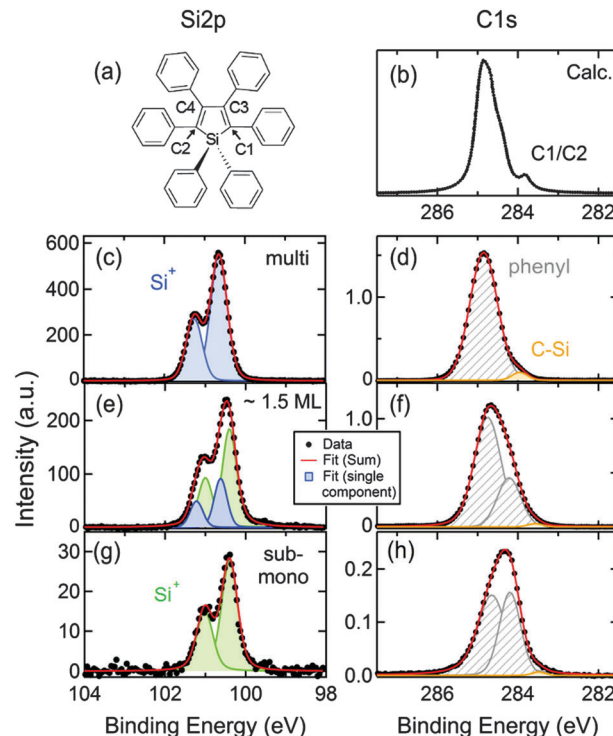 Si2p C1s
(a)
C4 C3
C2 Si C1
(b) Calc.
C1/C2
286 284 282
(c) multi
Si+
600
400
200
0
(d)
phenyl
C-Si
1.0
0
(e) ~ 1.5 ML
200
100
0
Data
Fit (Sum)
Fit (single
component)
(f)
1.0
0
(g) sub-
mono
Si+
30
20
10
0
(h)
0.2
0.1
0.0
Intensity (a.u.)
104 102 100 98
286 284 282
Binding Energy (eV) Binding Energy (eV)